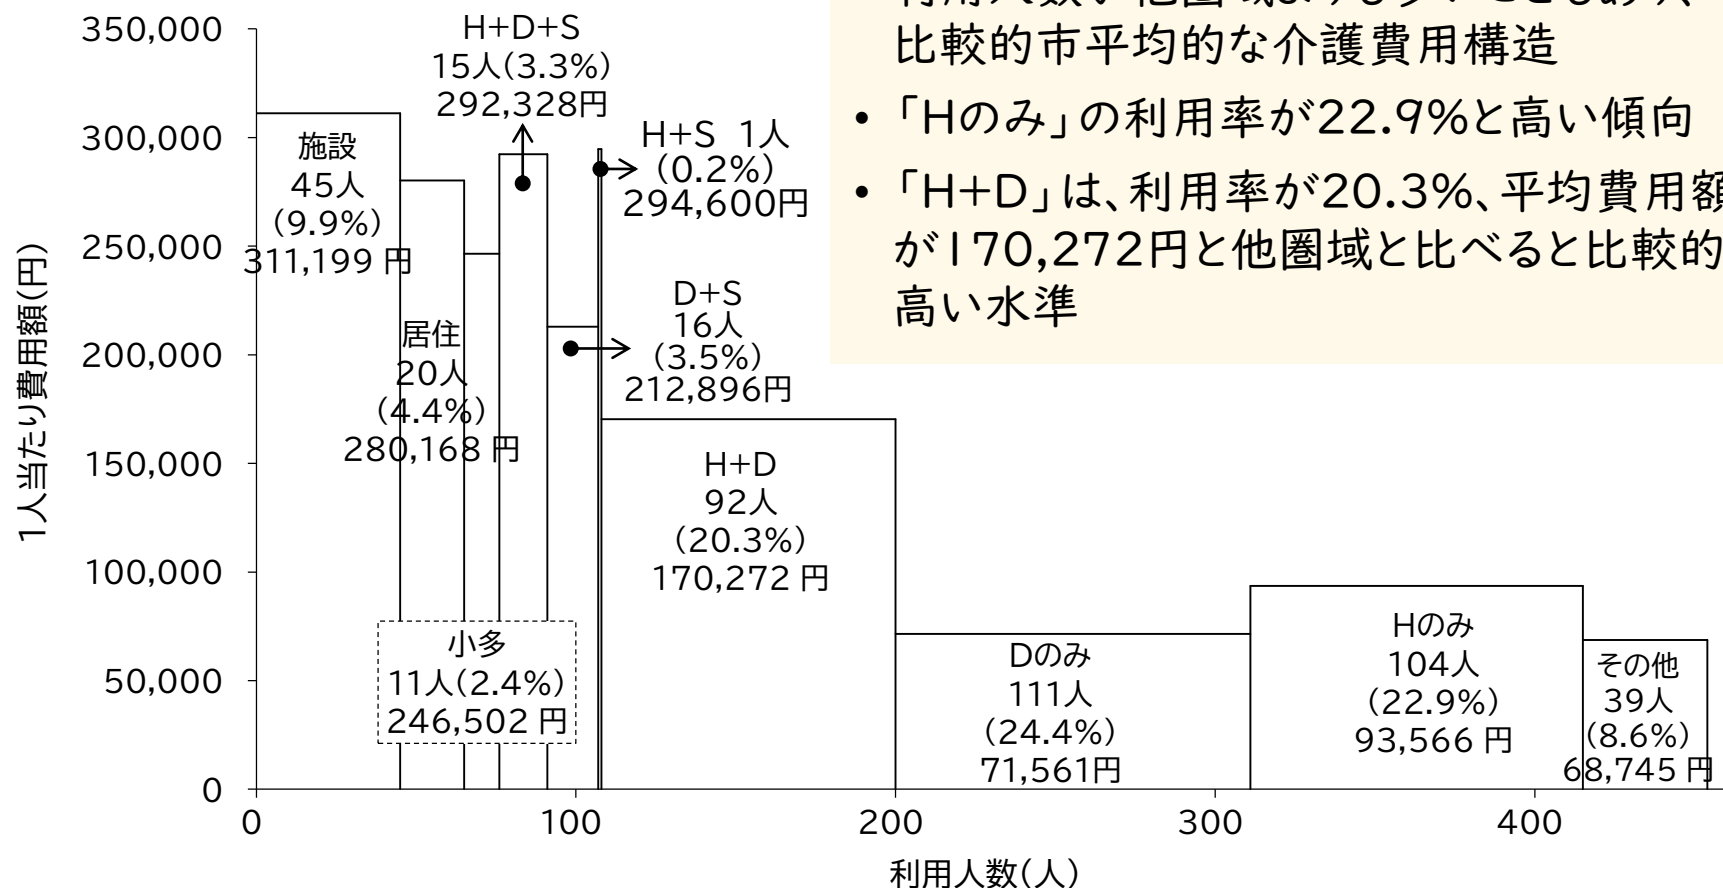 比較的市平均的な介護費用構造
• 「Hのみ」の利用率が22.9%と高い傾向
• 「H+D」は、利用率が20.3%、平均費用額
が170,272円と他圏域と比べると比較的
高い水準
1人当たり費用額(円)
350,000
300,000
250,000
200,000
150,000
100,000
50,000
0
施設
45人
(9.9%)
311,199 円
居住
20人
(4.4%)
280,168 円
小多
11人(2.4%)
246,502 円
H+D+S
15人(3.3%)
292,328円
H+S 1人
(0.2%)
294,600円
D+S
16人
(3.5%)
212,896円
H+D
92人
(20.3%)
170,272 円
Dのみ
111人
(24.4%)
71,561円
Hのみ
104人
(22.9%)
93,566 円
その他
39人
(8.6%)
68,745 円
0
100
200
300
400
利用人数(人)